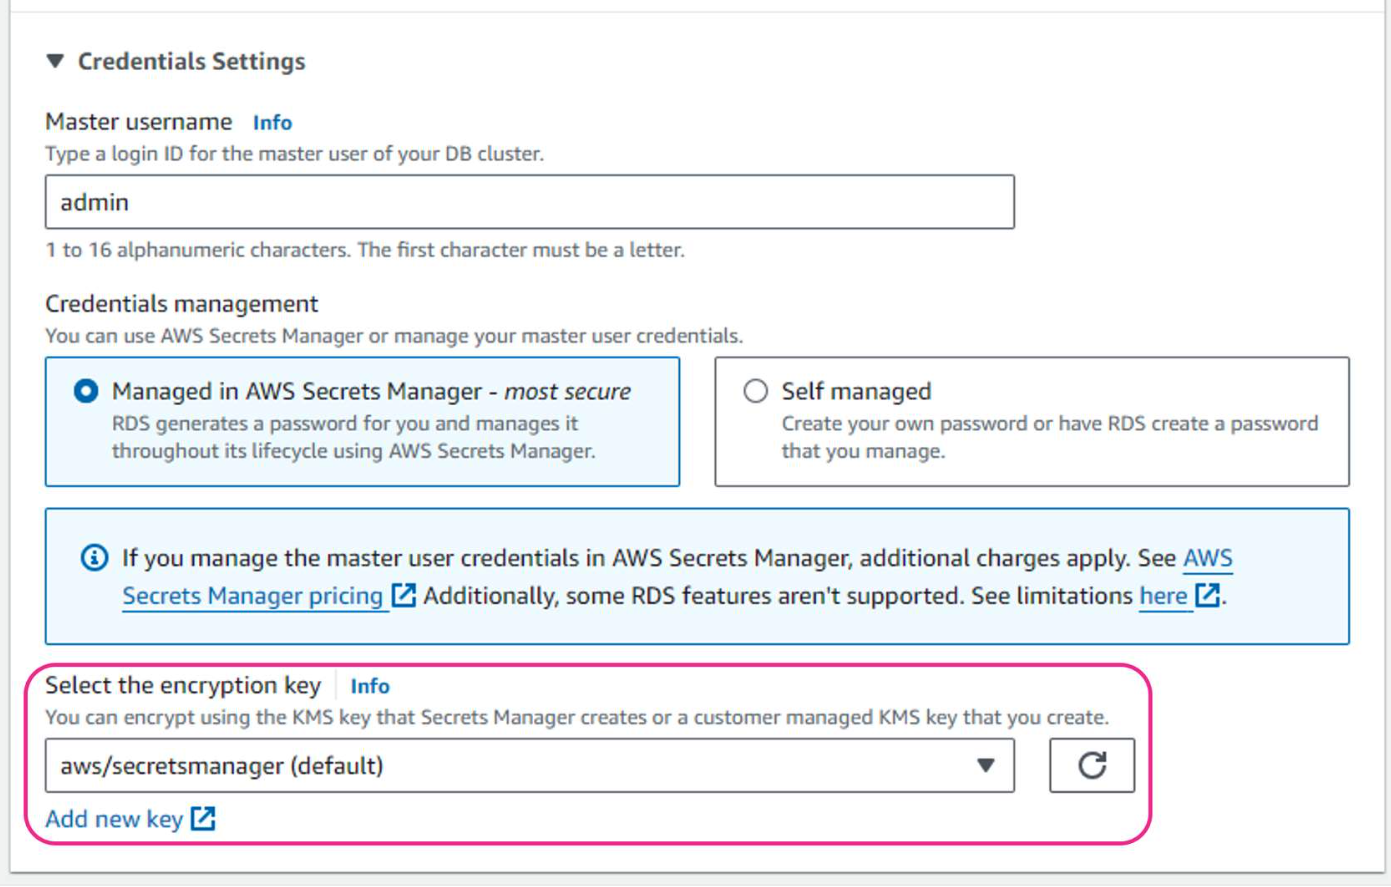 Credentials Settings
Master username Info
Type a login ID for the master user of your DB cluster.
admin
1 to 16 alphanumeric characters. The first character must be a letter.
Credentials management
You can use AWS Secrets Manager or manage your master user credentials.
Managed in AWS Secrets Manager - most secure
RDS generates a password for you and manages it
throughout its lifecycle using AWS Secrets Manager.
Self managed
Create your own password or have RDS create a password
that you manage.
If you manage the master user credentials in AWS Secrets Manager, additional charges apply. See AWS
Secrets Manager pricing Additionally, some RDS features aren't supported. See limitations here .
Select the encryption key Info
You can encrypt using the KMS key that Secrets Manager creates or a customer managed KMS key that you create.
aws/secretsmanager (default)
Add new key